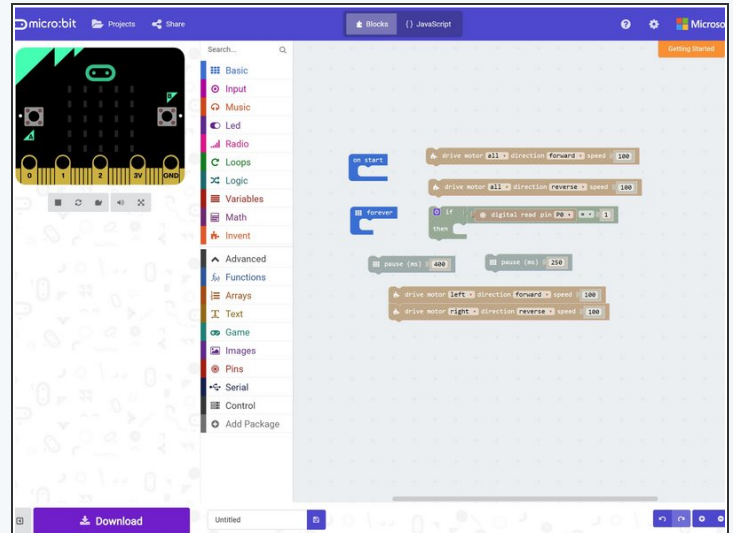 micro:bit Projects Share Blocks {} JavaScript Microso
Search...
Getting Started
Basic
Input
Music
Led
Radio
Loops
Logic
Variables
Math
Invent
Advanced
Functions
Arrays
Text
Game
Images
Pins
Serial
Control
Add Package
B
A
0 1 2 3V GND
on start
drive motor all direction forward speed 100
drive motor all direction reverse speed 100
forever
if digital read pin P0 = 1
then
pause (ms) 400
pause (ms) 250
drive motor left direction forward speed 100
drive motor right direction reverse speed 100
Download
Untitled